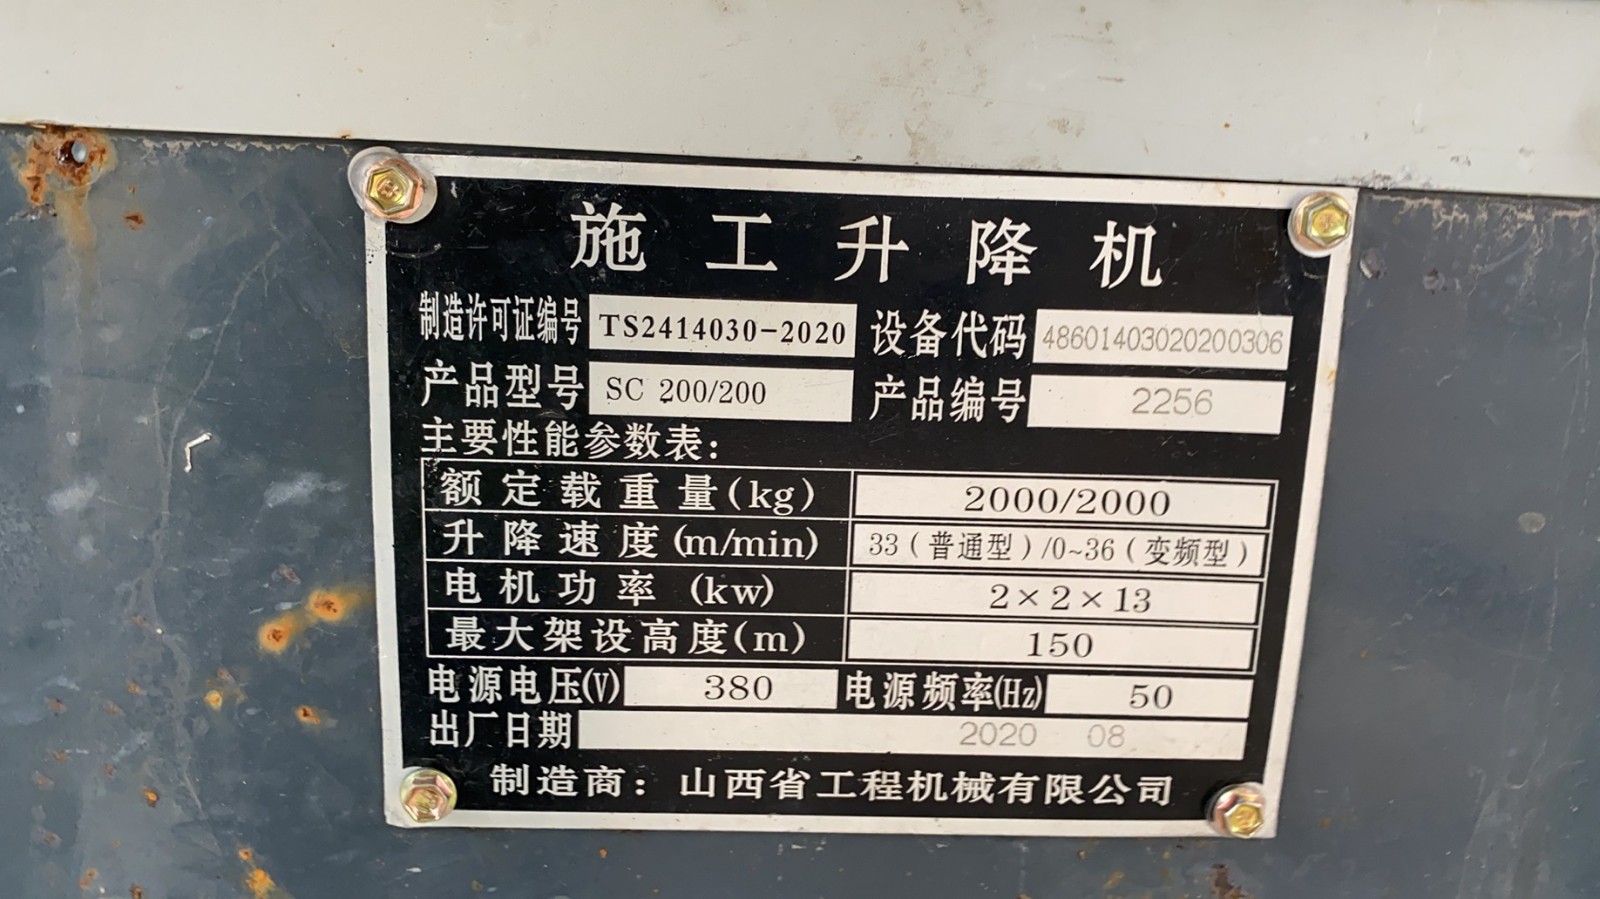 施工升降机
制造许可证编号 TS2414030-2020 设备代码 48601403020200306
产品型号 SC 200/200 产品编号 2256
主要性能参数表：
额定载重量(kg) 2000/2000
升降速度(m/min) 33（普通型）/0~36（变频型）
电机功率 (kw) 2×2×13
最大架设高度(m) 150
电源电压(V) 380 电源频率(Hz) 50
出厂日期 2020 08
制造商：山西省工程机械有限公司